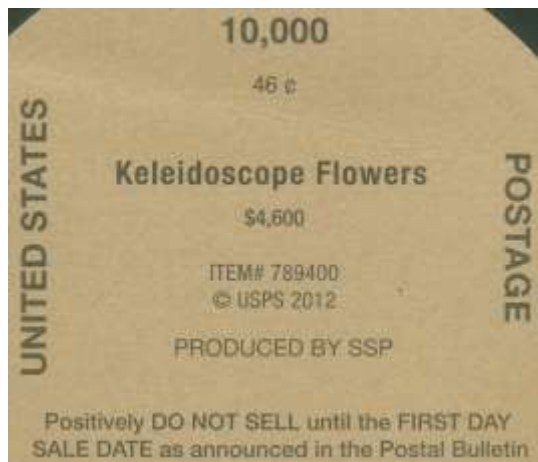 10,000
46 ¢
UNITED STATES
Keleidoscope Flowers
POSTAGE
$4,600
ITEM# 789400
© USPS 2012
PRODUCED BY SSP
Positively DO NOT SELL until the FIRST DAY
SALE DATE as announced in the Postal Bulletin